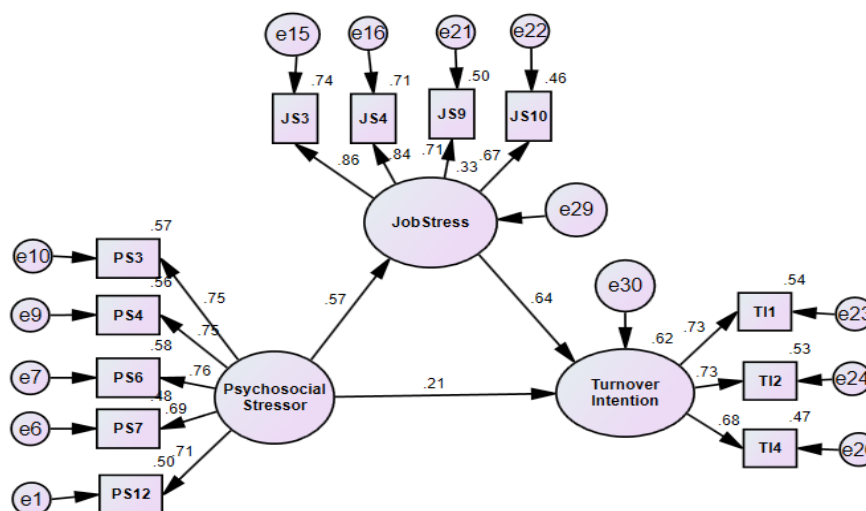 e15
e16
e21
e22
.74
.71
.50
.46
JS3
JS4
JS9
JS10
.86
.84
.71
.33
.67
JobStress
e29
.57
e10
PS3
.56
e9
PS4
.75
.75
.57
.64
e30
.58
e7
PS6
.76
.48
e6
PS7
.69
.50
.71
e1
PS12
Psychosocial
Stressor
.21
.62
Turnover
Intention
.54
TI1
e23
.73
.53
TI2
e24
.73
.47
TI4
.68